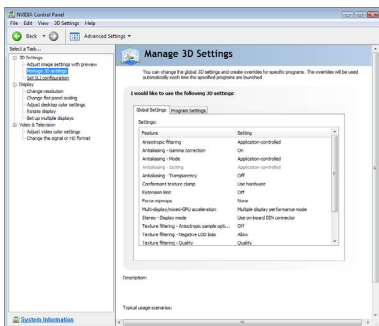 NVIDIA Control Panel
File Edit View 3D Settings Help
Back Advanced Settings
Select a Task...
3D Settings
Adjust image settings with preview
Manage 3D settings
Set SLI configuration
Display
Change resolution
Change flat panel scaling
Adjust desktop color settings
Rotate display
Set up multiple displays
Video & Television
Adjust video color settings
Change the signal or HD format
System Information
Manage 3D Settings
You can change the global 3D settings and create overrides for specific programs. The overrides will be used
automatically each time the specified programs are launched.
I would like to use the following 3D settings:
Global Settings Program Settings
Settings:
Feature Setting
Anisotropic filtering Application-controlled
Antialiasing - Gamma correction On
Antialiasing - Mode Application-controlled
Antialiasing - Setting Application-controlled
Antialiasing - Transparency Off
Conformant texture clamp Use hardware
Extension limit Off
Force mipmaps None
Multi-display/mixed-GPU acceleration Multiple display performance mode
Stereo - Display mode Use on-board DIN connector
Texture filtering - Anisotropic sample opti... Off
Texture filtering - Negative LOD bias Allow
Texture filtering - Quality Quality
Description:
Typical usage scenarios: